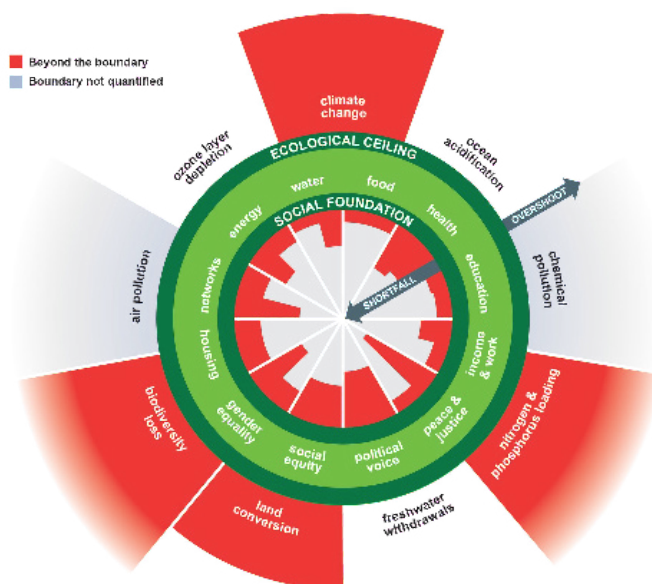 Beyond the boundary
Boundary not quantified
climate
change
ozone layer
depletion
ocean
acidification
ECOLOGICAL CEILING
OVERSHOOT
water
food
energy
health
SOCIAL FOUNDATION
air pollution
networks
SHORTFALL
education
chemical
pollution
housing
income
& work
biodiversity
loss
gender
equality
social
equity
political
voice
peace &
justice
nitrogen &
phosphorus loading
land
conversion
freshwater
withdrawals